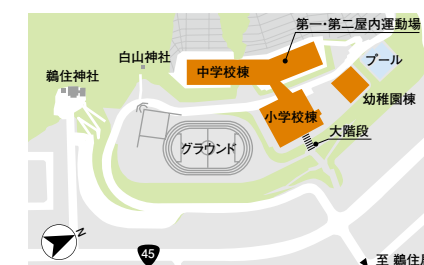 第一・第二屋内運動場
白山神社
プール
中学校棟
鵜住神社
幼稚園棟
小学校棟
大階段
グラウンド
N
45
至 鵜住居